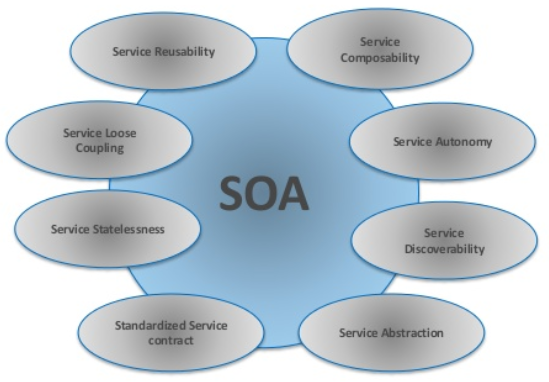 Service Reusability
Service
Composability
Service Loose
Coupling
Service Autonomy
SOA
Service Statelessness
Service
Discoverability
Standardized Service
contract
Service Abstraction